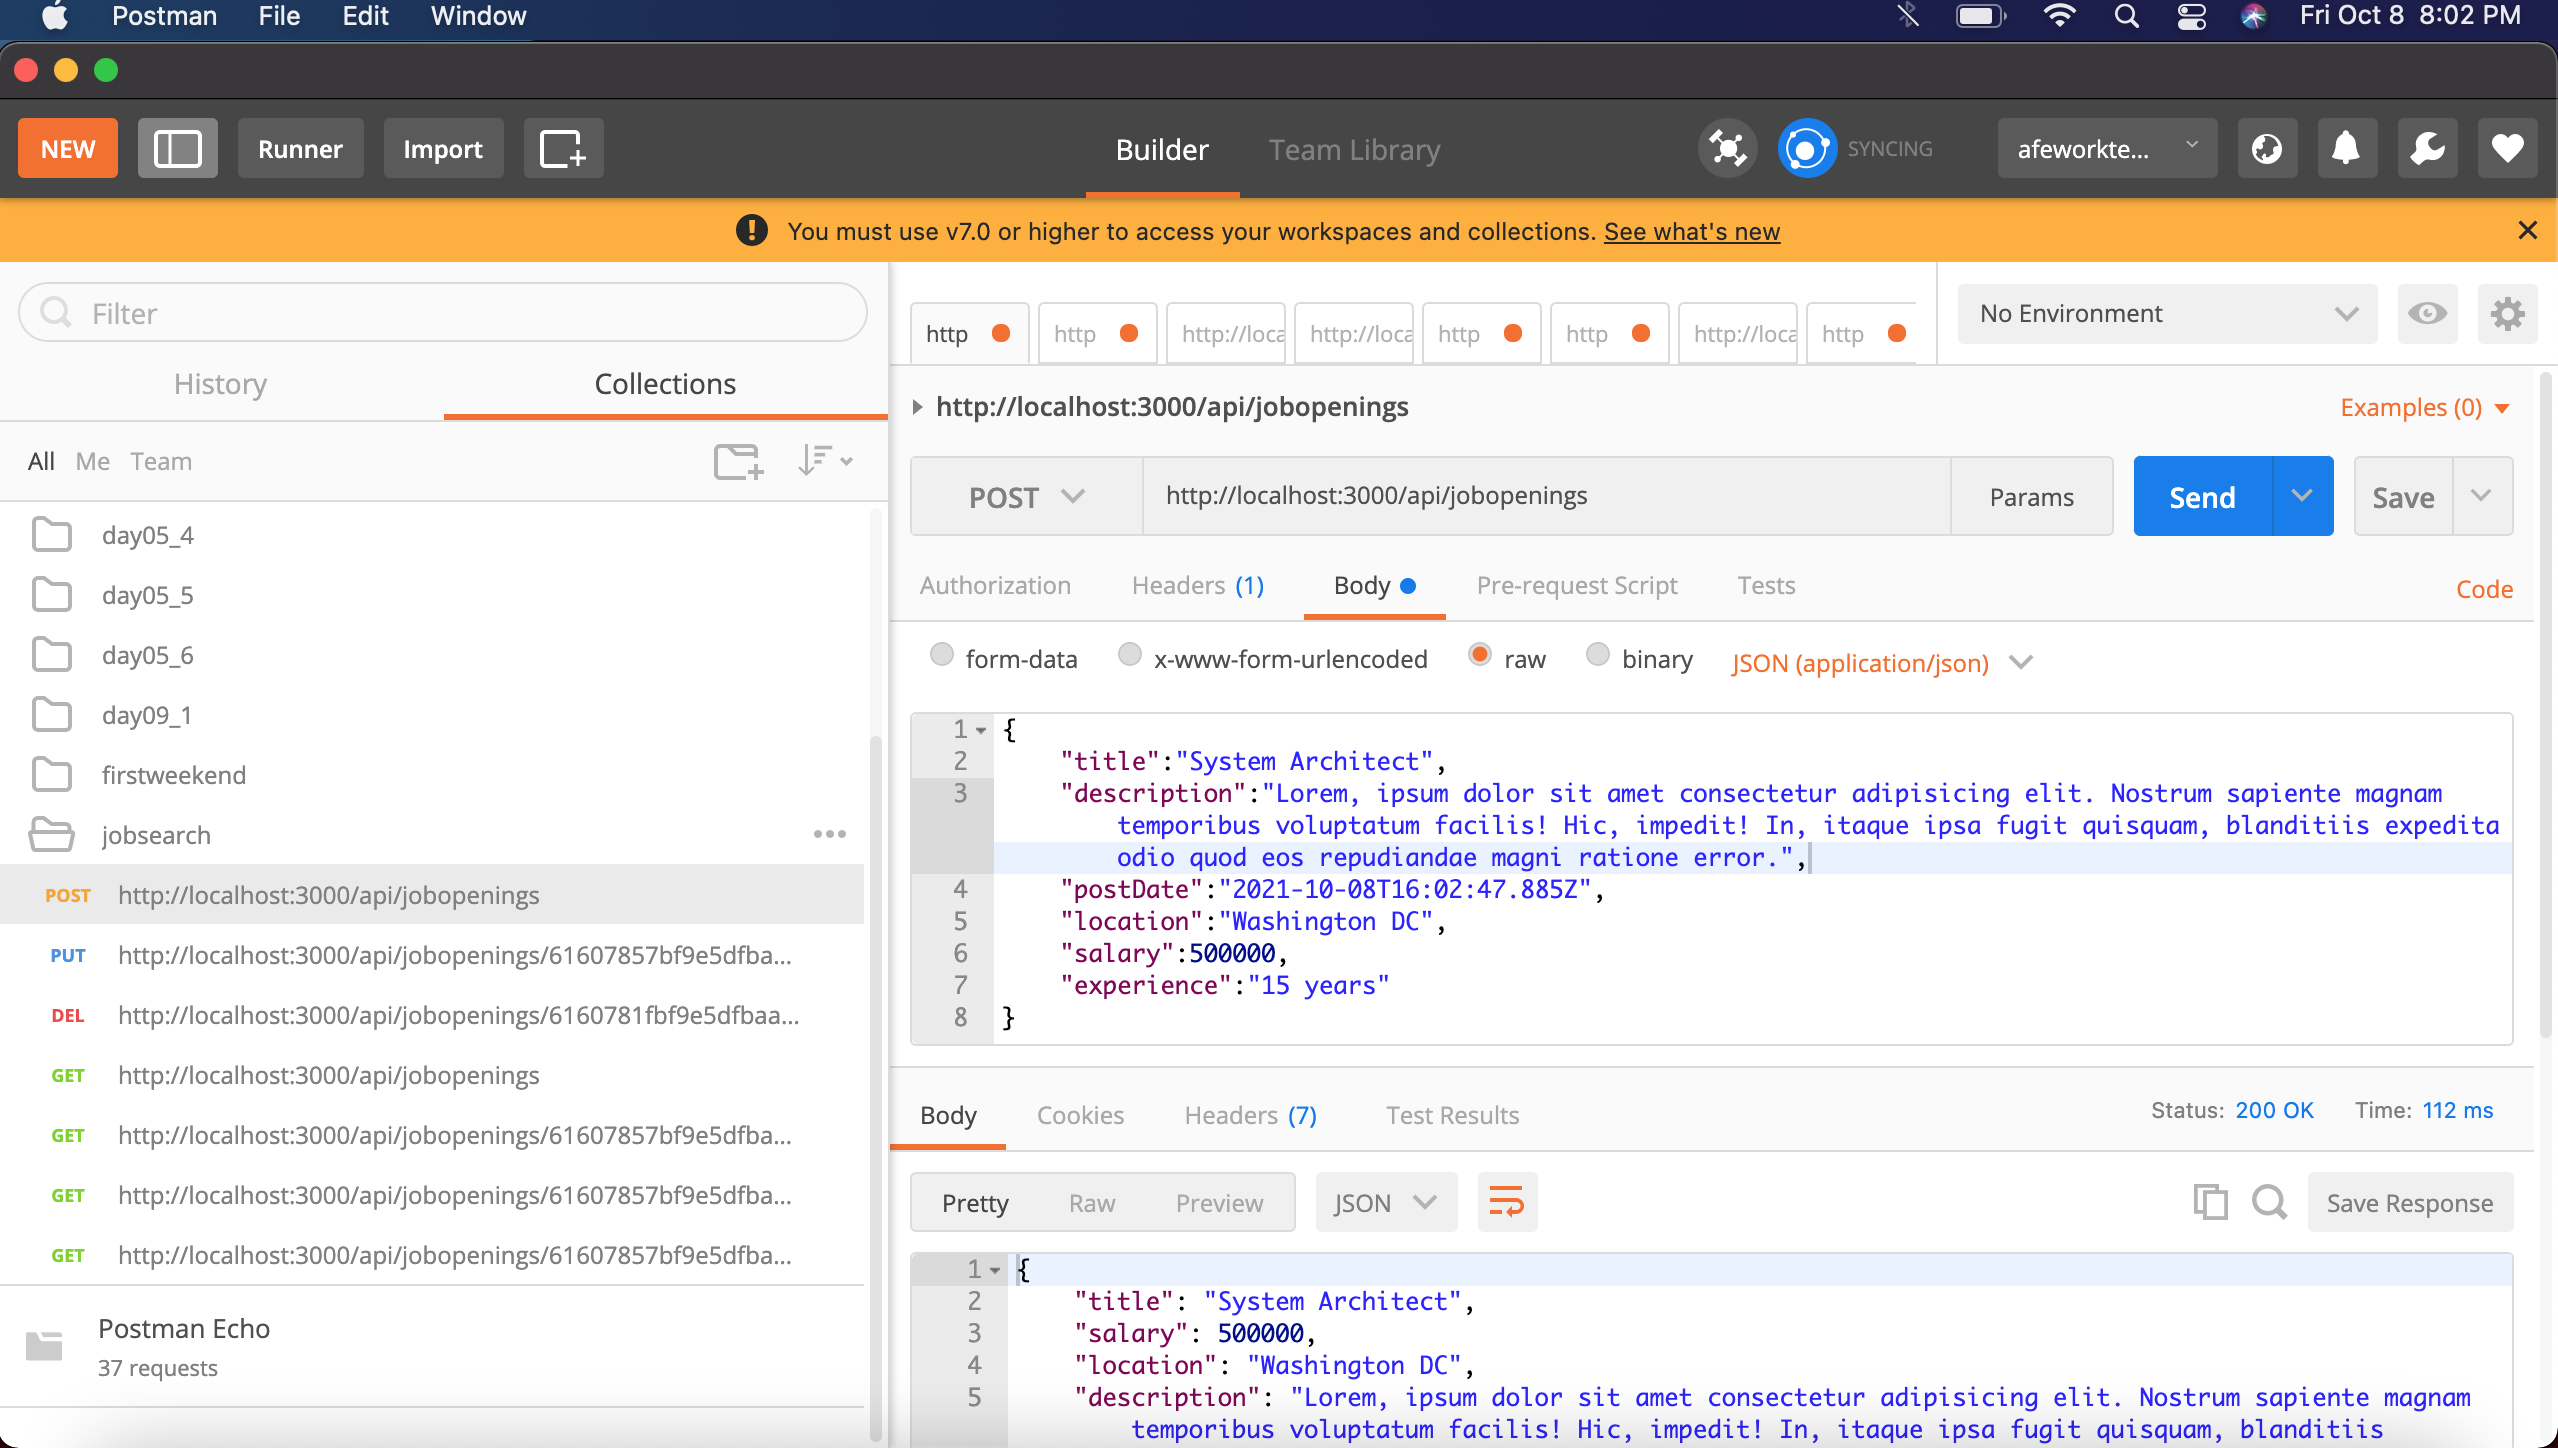 Postman File Edit Window Fri Oct 8 8:02 PM
NEW Runner Import Builder Team Library SYNCING afeworkte...
You must use v7.0 or higher to access your workspaces and collections. See what's new
Filter
History Collections
All Me Team
day05_4
day05_5
day05_6
day09_1
firstweekend
jobsearch
POST http://localhost:3000/api/jobopenings
PUT http://localhost:3000/api/jobopenings/61607857bf9e5dfba...
DEL http://localhost:3000/api/jobopenings/6160781fbf9e5dfbaa...
GET http://localhost:3000/api/jobopenings
GET http://localhost:3000/api/jobopenings/61607857bf9e5dfba...
GET http://localhost:3000/api/jobopenings/61607857bf9e5dfba...
GET http://localhost:3000/api/jobopenings/61607857bf9e5dfba...
Postman Echo
37 requests
http http http://loca http://loca http http http://loca http
No Environment
http://localhost:3000/api/jobopenings
Examples (0)
POST http://localhost:3000/api/jobopenings Params Send Save
Authorization Headers (1) Body Pre-request Script Tests Code
form-data x-www-form-urlencoded raw binary JSON (application/json)
1 {
2 "title":"System Architect",
3 "description":"Lorem, ipsum dolor sit amet consectetur adipisicing elit. Nostrum sapiente magnam
temporibus voluptatum facilis! Hic, impedit! In, itaque ipsa fugit quisquam, blanditiis expedita
odio quod eos repudiandae magni ratione error.",
4 "postDate":"2021-10-08T16:02:47.885Z",
5 "location":"Washington DC",
6 "salary":500000,
7 "experience":"15 years"
8 }
Body Cookies Headers (7) Test Results Status: 200 OK Time: 112 ms
Pretty Raw Preview JSON Save Response
1 {
2 "title": "System Architect",
3 "salary": 500000,
4 "location": "Washington DC",
5 "description": "Lorem, ipsum dolor sit amet consectetur adipisicing elit. Nostrum sapiente magnam
temporibus voluptatum facilis! Hic, impedit! In, itaque ipsa fugit quisquam, blanditiis